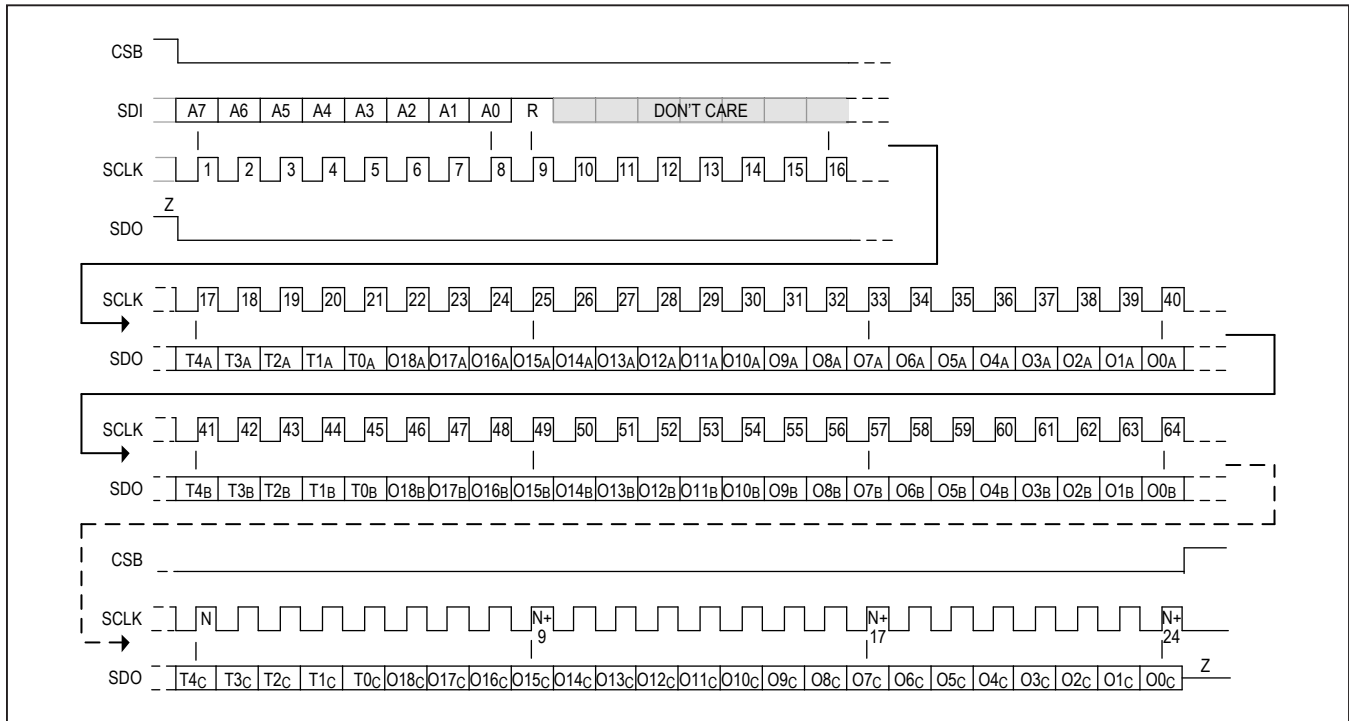 CSB
SDI A7 A6 A5 A4 A3 A2 A1 A0 R DON'T CARE
SCLK 1 2 3 4 5 6 7 8 9 10 11 12 13 14 15 16
Z
SDO
SCLK 17 18 19 20 21 22 23 24 25 26 27 28 29 30 31 32 33 34 35 36 37 38 39 40
SDO T4A T3A T2A T1A T0A O18A O17A O16A O15A O14A O13A O12A O11A O10A O9A O8A O7A O6A O5A O4A O3A O2A O1A O0A
SCLK 41 42 43 44 45 46 47 48 49 50 51 52 53 54 55 56 57 58 59 60 61 62 63 64
SDO T4B T3B T2B T1B T0B O18B O17B O16B O15B O14B O13B O12B O11B O10B O9B O8B O7B O6B O5B O4B O3B O2B O1B O0B
CSB
SCLK N N+ N+ N+
9 17 24
SDO T4C T3C T2C T1C T0C O18C O17C O16C O15C O14C O13C O12C O11C O10C O9C O8C O7C O6C O5C O4C O3C O2C O1C O0C Z